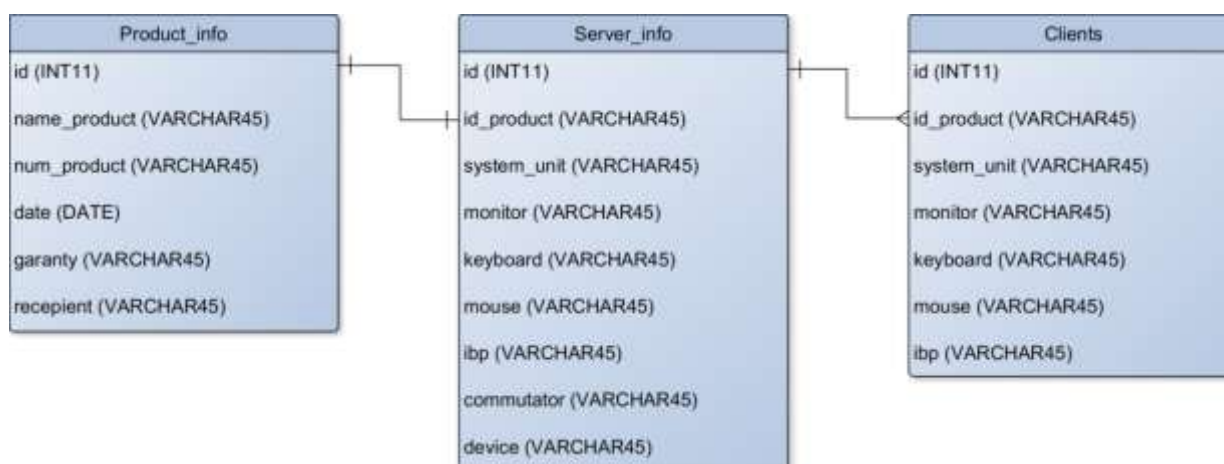 Product_info
id (INT11)
name_product (VARCHAR45)
num_product (VARCHAR45)
date (DATE)
garanty (VARCHAR45)
recepient (VARCHAR45)
Server_info
id (INT11)
id_product (VARCHAR45)
system_unit (VARCHAR45)
monitor (VARCHAR45)
keyboard (VARCHAR45)
mouse (VARCHAR45)
ibp (VARCHAR45)
commutator (VARCHAR45)
device (VARCHAR45)
Clients
id (INT11)
id_product (VARCHAR45)
system_unit (VARCHAR45)
monitor (VARCHAR45)
keyboard (VARCHAR45)
mouse (VARCHAR45)
ibp (VARCHAR45)